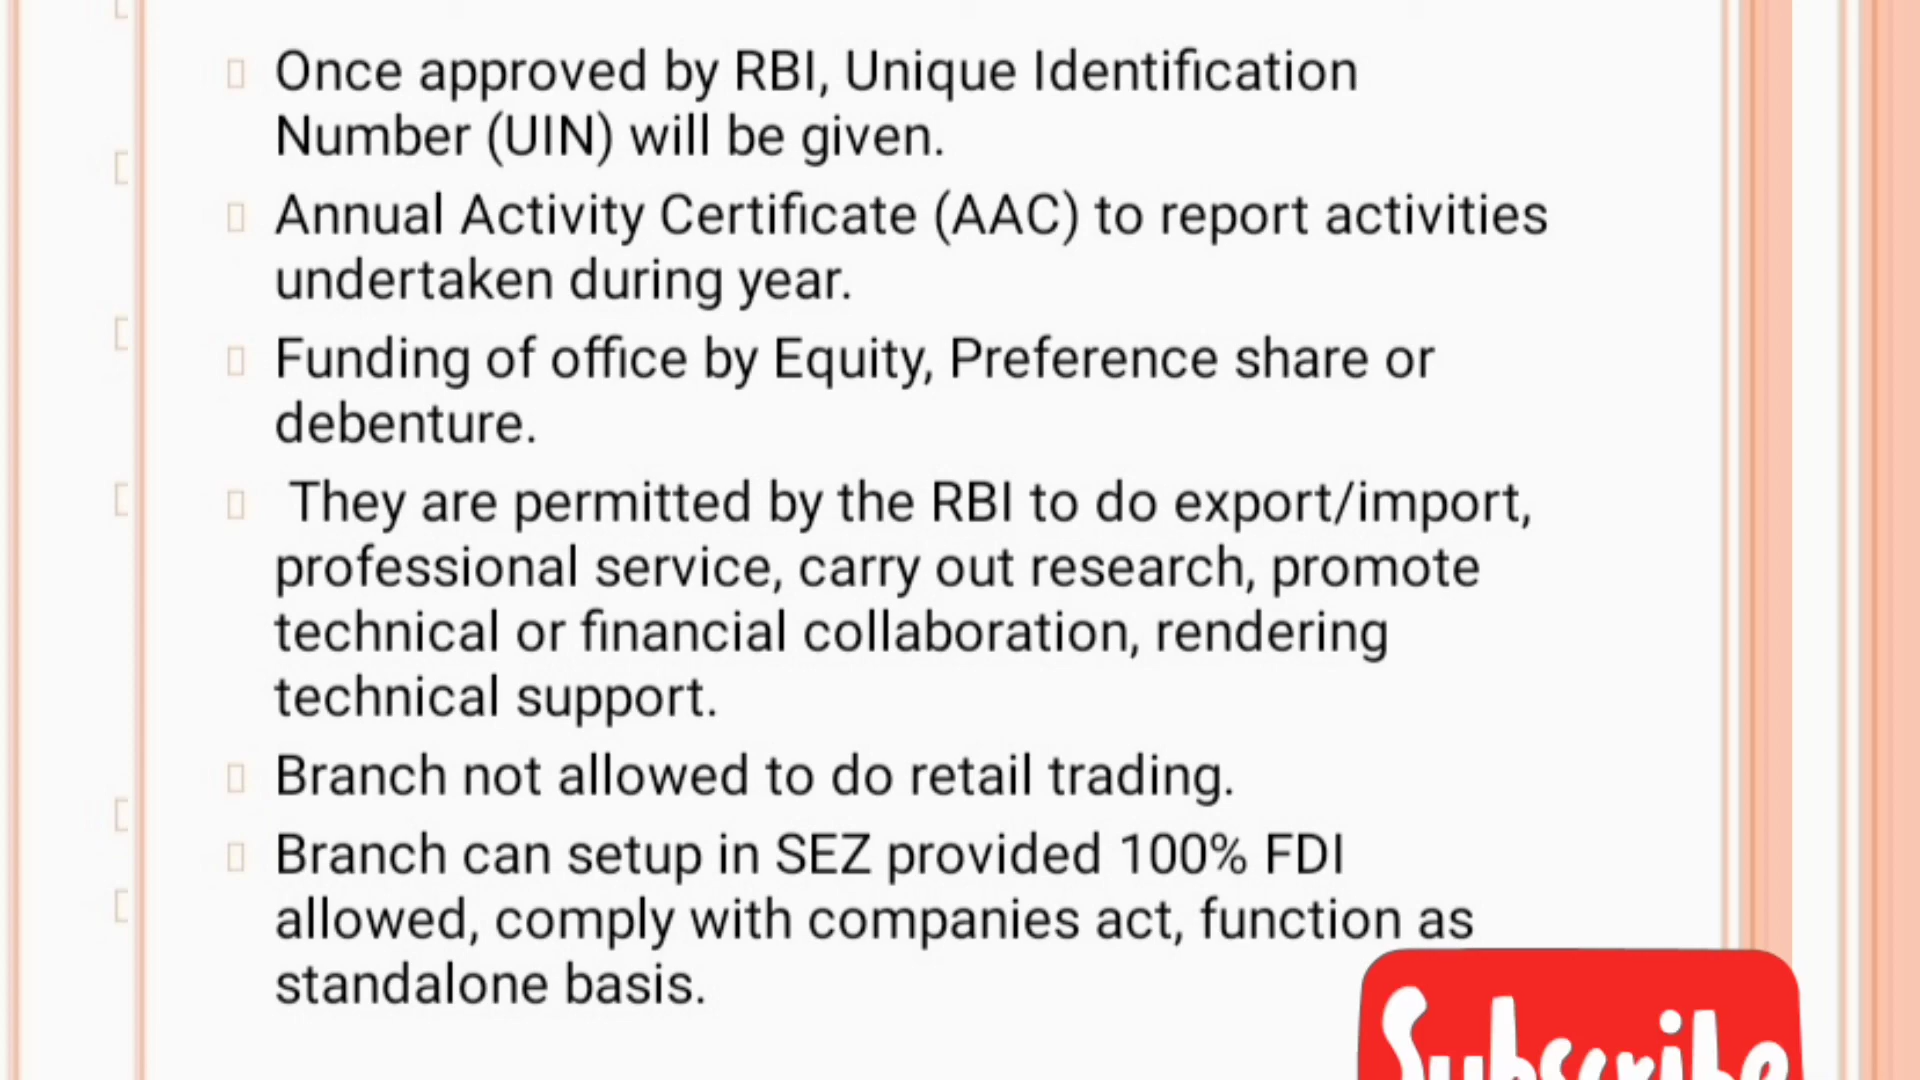 Once approved by RBI, Unique Identification
Number (UIN) will be given.
Annual Activity Certificate (AAC) to report activities
undertaken during year.
Funding of office by Equity, Preference share or
debenture.
They are permitted by the RBI to do export/import,
professional service, carry out research, promote
technical or financial collaboration, rendering
technical support.
Branch not allowed to do retail trading.
Branch can setup in SEZ provided 100% FDI
allowed, comply with companies act, function as
standalone basis.
Subscribe